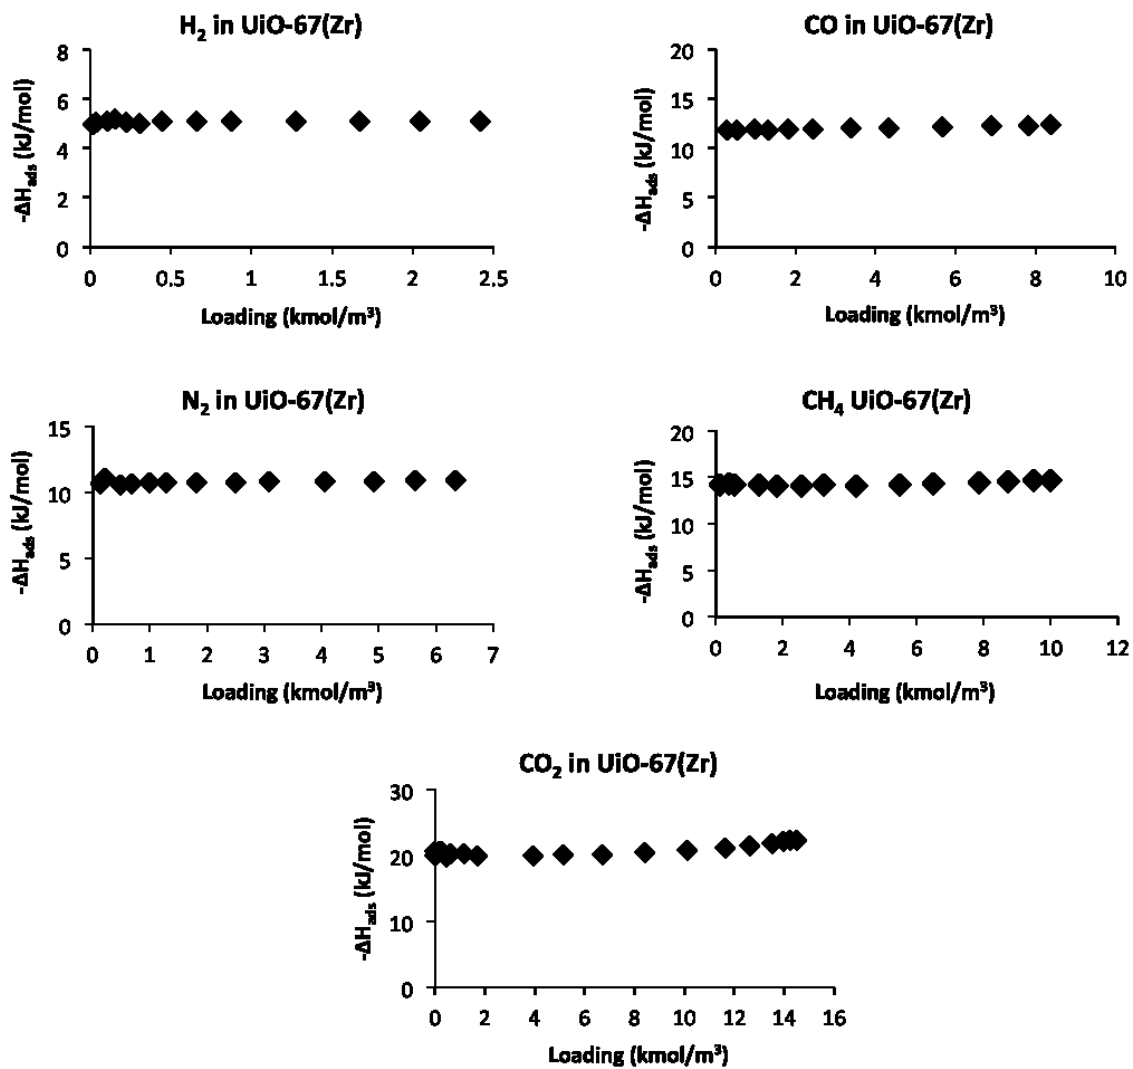 H₂ in UiO-67(Zr)
8
6
4
2
0
-ΔHads (kJ/mol)
0 0.5 1 1.5 2 2.5
Loading (kmol/m³)
CO in UiO-67(Zr)
20
15
10
5
0
-ΔHads (kJ/mol)
0 2 4 6 8 10
Loading (kmol/m³)
N₂ in UiO-67(Zr)
15
10
5
0
-ΔHads (kJ/mol)
0 1 2 3 4 5 6 7
Loading (kmol/m³)
CH₄ UiO-67(Zr)
20
15
10
5
0
-ΔHads (kJ/mol)
0 2 4 6 8 10 12
Loading (kmol/m³)
CO₂ in UiO-67(Zr)
30
20
10
0
-ΔHads (kJ/mol)
0 2 4 6 8 10 12 14 16
Loading (kmol/m³)